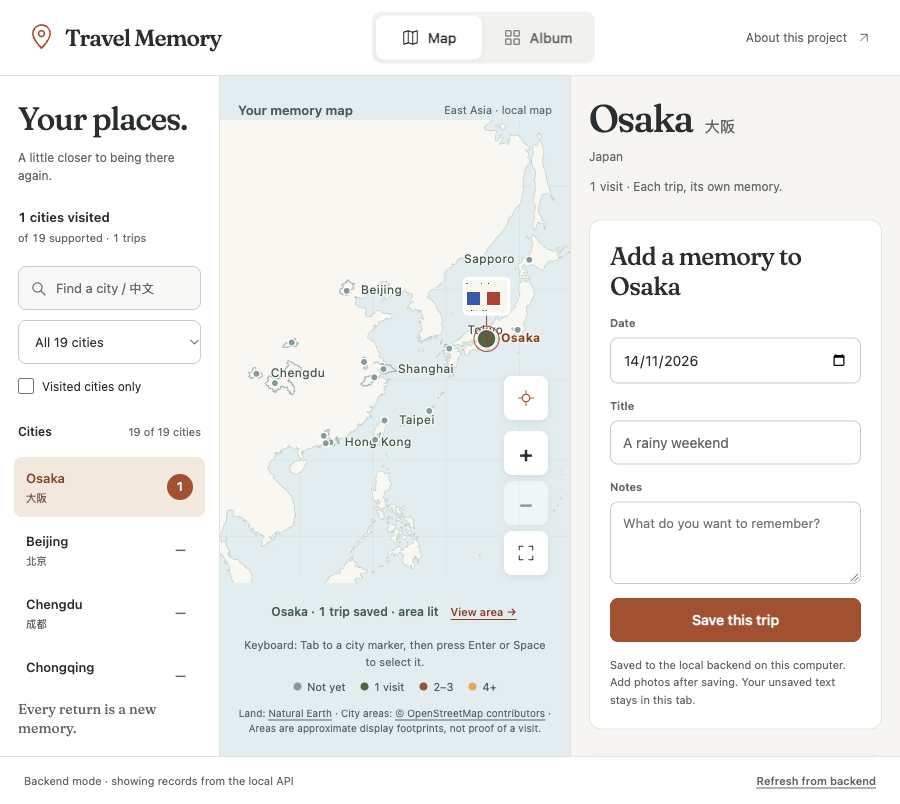 Travel Memory
Map
Album
About this project
Your places.
A little closer to being there
again.
1 cities visited
of 19 supported · 1 trips
Find a city / 中文
All 19 cities
Visited cities only
Cities
19 of 19 cities
Osaka
大阪
1
Beijing
北京
—
Chengdu
成都
—
Chongqing
—
Every return is a new
memory.
Your memory map
East Asia · local map
Sapporo
Beijing
Tokyo
Osaka
Chengdu
Shanghai
Taipei
Hong Kong
+
−
Osaka · 1 trip saved · area lit
View area →
Keyboard: Tab to a city marker, then press Enter or Space
to select it.
Not yet
1 visit
2–3
4+
Land: Natural Earth · City areas: © OpenStreetMap contributors ·
Areas are approximate display footprints, not proof of a visit.
Osaka 大阪
Japan
1 visit · Each trip, its own memory.
Add a memory to
Osaka
Date
14/11/2026
Title
A rainy weekend
Notes
What do you want to remember?
Save this trip
Saved to the local backend on this computer.
Add photos after saving. Your unsaved text
stays in this tab.
Backend mode · showing records from the local API
Refresh from backend